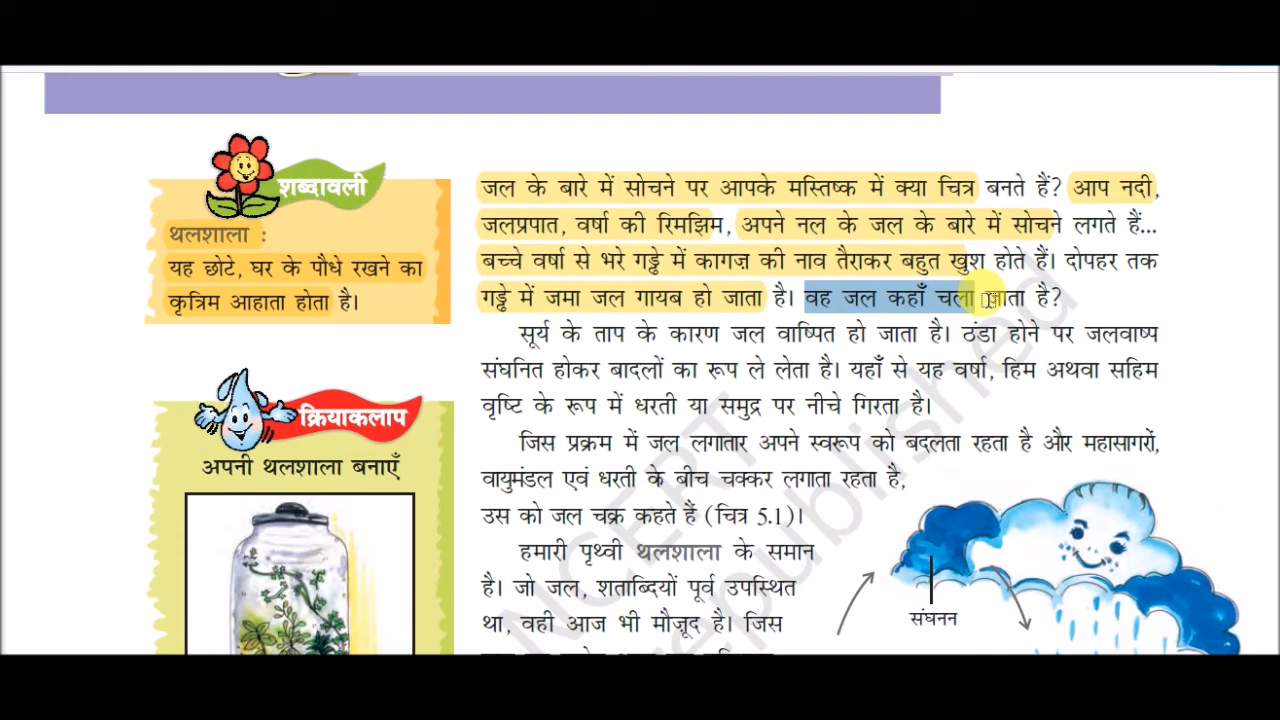 शब्दावली
थलशाला :
यह छोटे, घर के पौधे रखने का
कृत्रिम आहाता होता है।
क्रियाकलाप
अपनी थलशाला बनाएँ
जल के बारे में सोचने पर आपके मस्तिष्क में क्या चित्र बनते हैं? आप नदी,
जलप्रपात, वर्षा की रिमझिम, अपने नल के जल के बारे में सोचने लगते हैं...
बच्चे वर्षा से भरे गड्ढे में कागज़ की नाव तैराकर बहुत खुश होते हैं। दोपहर तक
गड्ढे में जमा जल गायब हो जाता है। वह जल कहाँ चला जाता है?
सूर्य के ताप के कारण जल वाष्पित हो जाता है। ठंडा होने पर जलवाष्प
संघनित होकर बादलों का रूप ले लेता है। यहाँ से यह वर्षा, हिम अथवा सहिम
वृष्टि के रूप में धरती या समुद्र पर नीचे गिरता है।
जिस प्रक्रम में जल लगातार अपने स्वरूप को बदलता रहता है और महासागरों,
वायुमंडल एवं धरती के बीच चक्कर लगाता रहता है,
उस को जल चक्र कहते हैं (चित्र 5.1)।
हमारी पृथ्वी थलशाला के समान
है। जो जल, शताब्दियों पूर्व उपस्थित
था, वही आज भी मौजूद है। जिस
संघनन
NCERT
republished